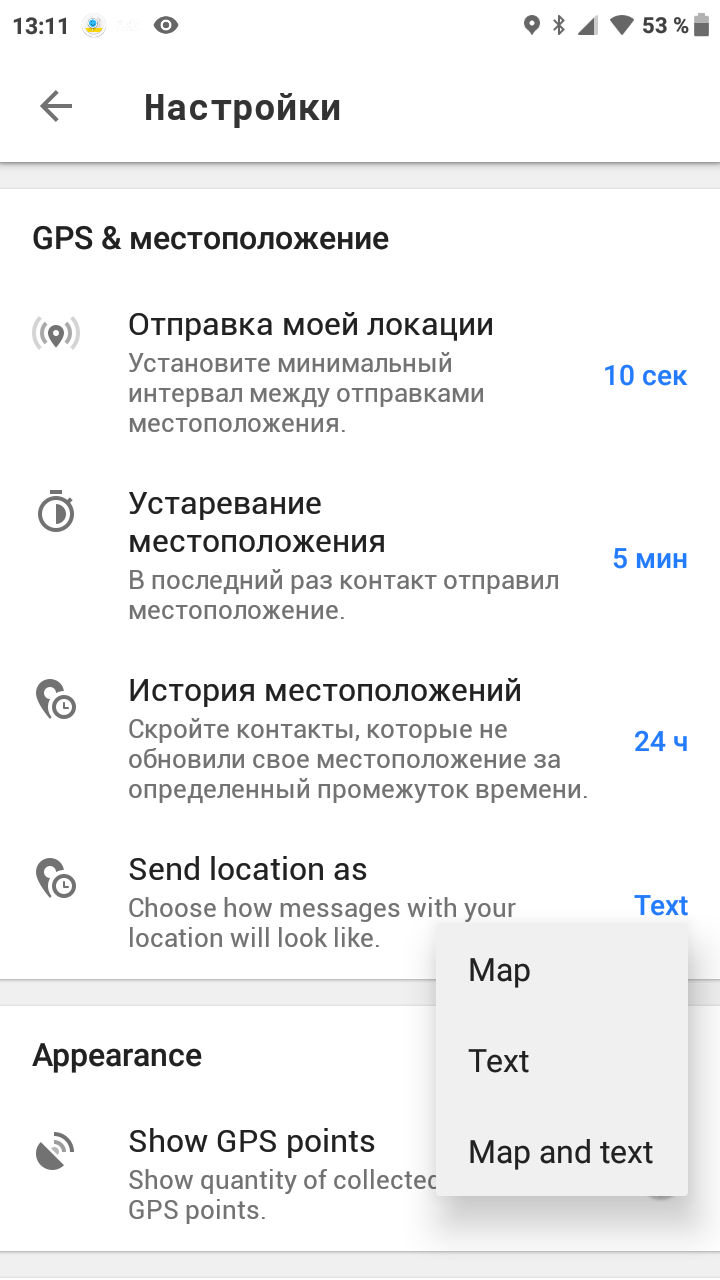 13:11
53 %
Настройки
GPS & местоположение
Отправка моей локации
Установите минимальный
интервал между отправками
местоположения.
10 сек
Устаревание
местоположения
В последний раз контакт отправил
местоположение.
5 мин
История местоположений
Скройте контакты, которые не
обновили свое местоположение за
определенный промежуток времени.
24 ч
Send location as
Choose how messages with your
location will look like.
Text
Map
Text
Map and text
Appearance
Show GPS points
Show quantity of collected
GPS points.